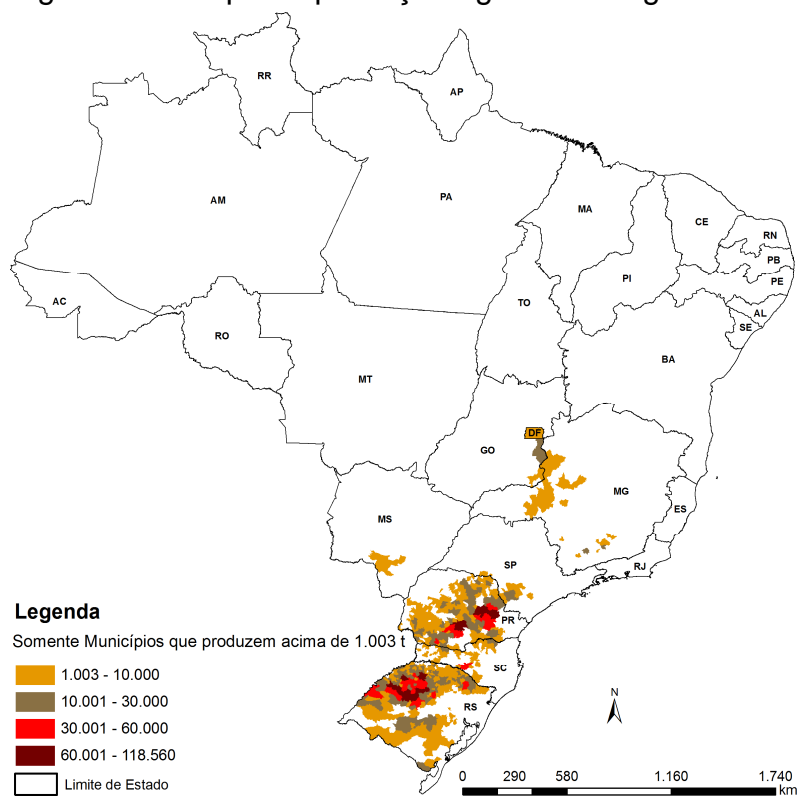 RR
AP
AM
PA
MA
CE
RN
PB
PE
PI
AL
SE
TO
AC
RO
BA
MT
DF
GO
MG
ES
MS
SP
RJ
PR
SC
RS
Legenda
Somente Municípios que produzem acima de 1.003 t
1.003 - 10.000
10.001 - 30.000
30.001 - 60.000
60.001 - 118.560
Limite de Estado
N
0 290 580 1.160 1.740
km